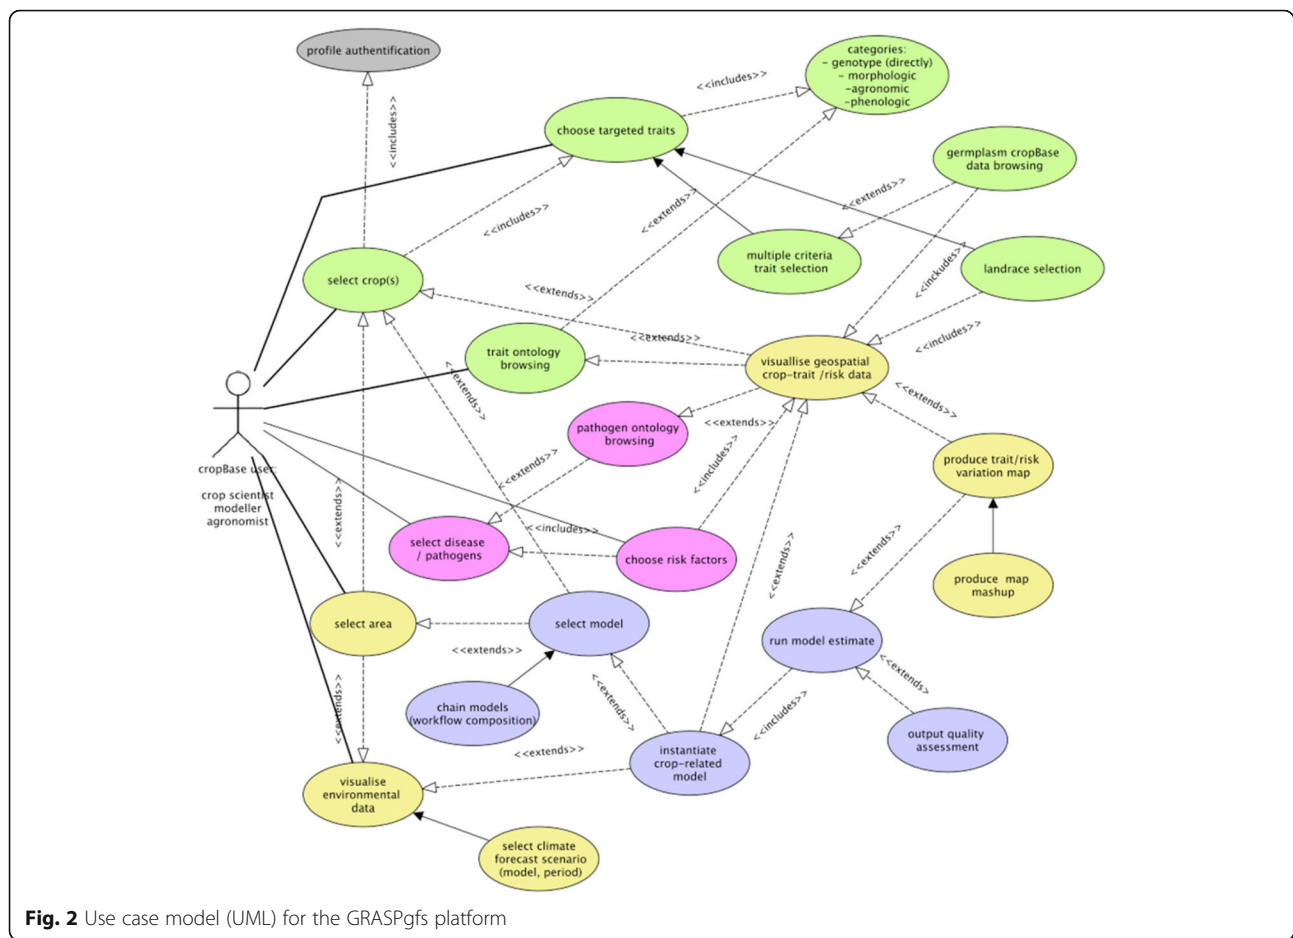 profile authentification
categories:
- genotype (directly)
- morphologic
-agronomic
-phenologic
<<includes>>
<<includes>>
choose targeted traits
germplasm cropBase
data browsing
<<extends>>
<<extends>>
<<includes>>
multiple criteria
trait selection
landrace selection
select crop(s)
<<inckudes>>
<<extends>>
<<extends>>
<<includes>>
trait ontology
browsing
visuallise geospatial
crop-trait /risk data
<<extends>>
<<extends>>
pathogen ontology
browsing
<<extends>>
cropBase user:
crop scientist
modeller
agronomist
produce trait/risk
variation map
<<extends>>
<<includes>>
<<extends>>
<<includes>>
select disease
/ pathogens
choose risk factors
<<extends>>
<<extends>>
produce map
mashup
select area
select model
run model estimate
<<extends>>
<<extends>>
<<extends>
<<extends>>
chain models
(workflow composition)
<<includes>>
output quality
assessment
<<extends>>
instantiate
crop-related
model
visualise
environmental
data
select climate
forecast scenario
(model, period)
Fig. 2 Use case model (UML) for the GRASPgfs platform